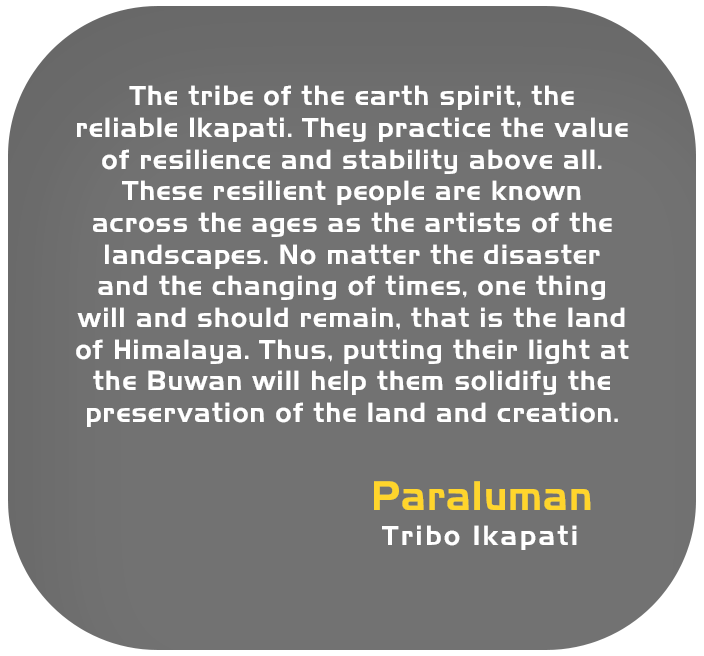 The tribe of the earth spirit, the
reliable Ikapati. They practice the value
of resilience and stability above all.
These resilient people are known
across the ages as the artists of the
landscapes. No matter the disaster
and the changing of times, one thing
will and should remain, that is the land
of Himalaya. Thus, putting their light at
the Buwan will help them solidify the
preservation of the land and creation.
Paraluman
Tribo Ikapati